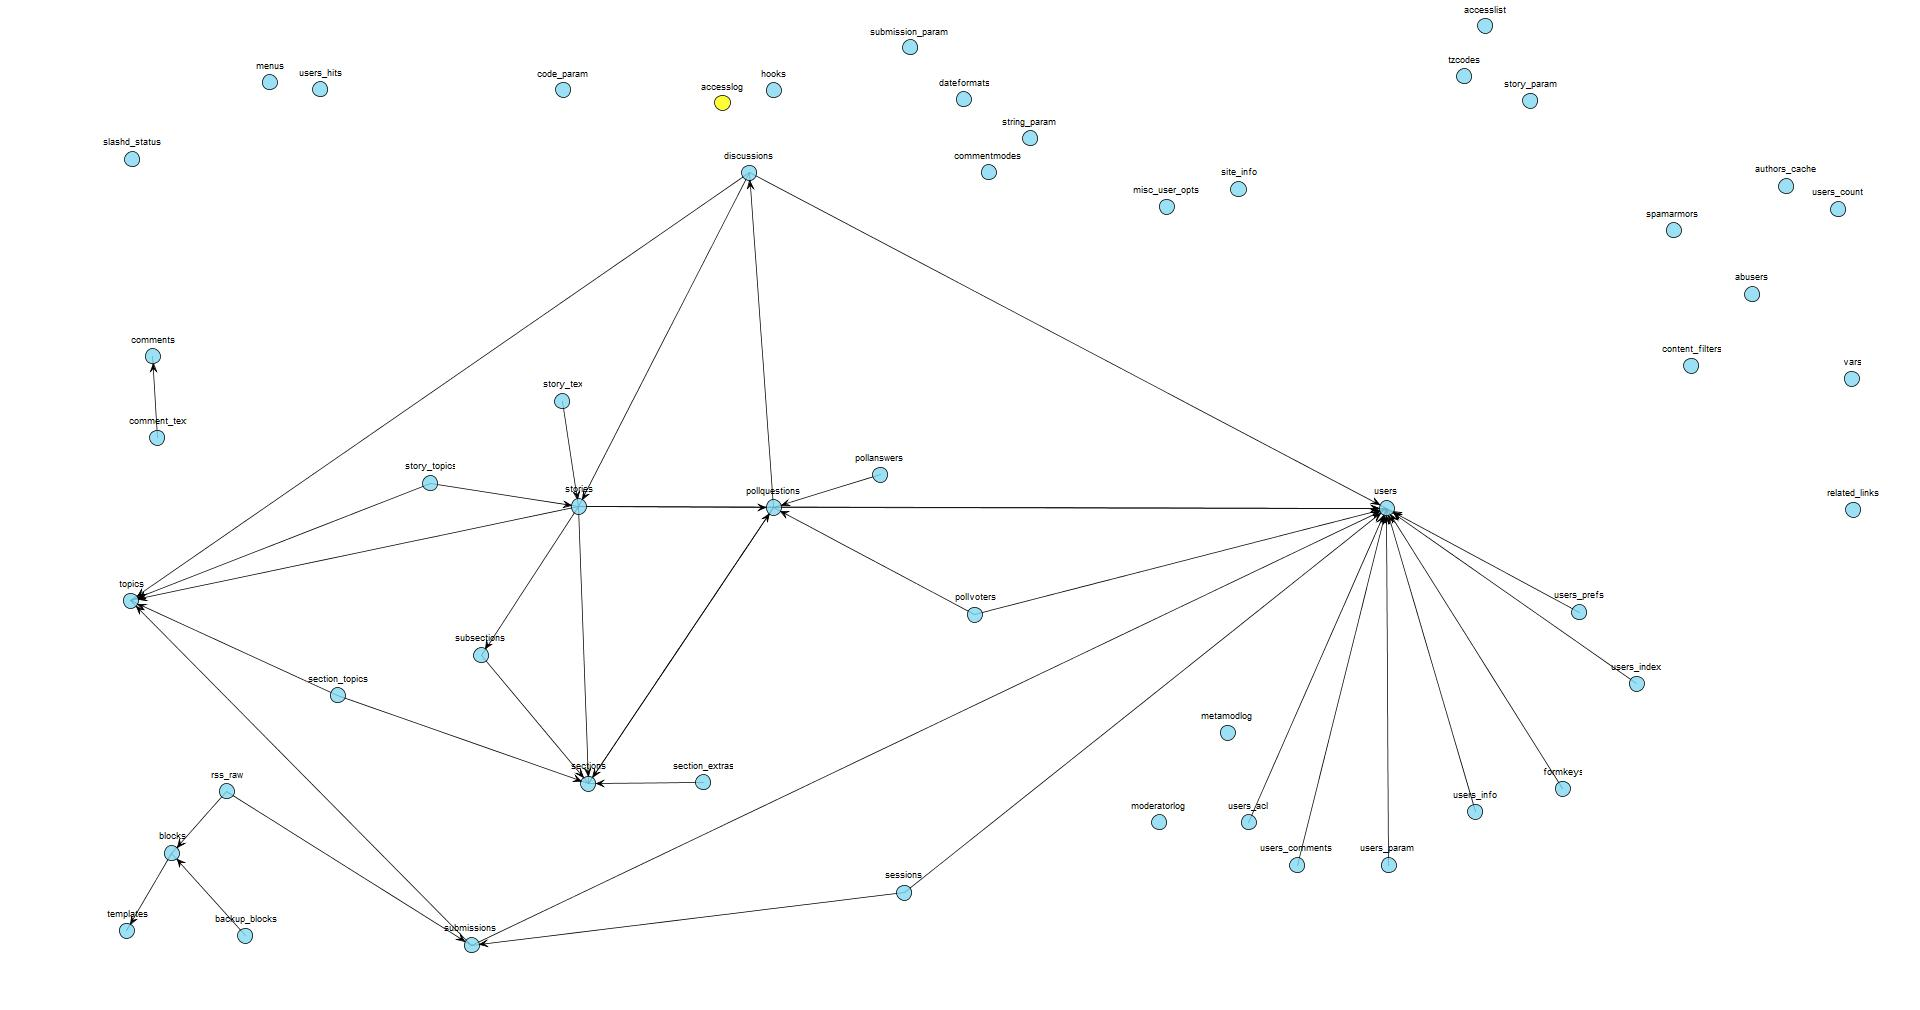 accesslist
submission_param
tzcodes
menus
users_hits
code_param
hooks
accesslog
dateformats
story_param
string_param
slashd_status
discussions
commentmodes
authors_cache
site_info
misc_user_opts
users_count
spamarmors
abusers
comments
content_filters
vars
story_tex
comment_tex
pollanswers
story_topics
stories
pollquestions
users
related_links
topics
pollvoters
users_prefs
subsections
users_index
section_topics
metamodlog
sections
section_extras
rss_raw
formkeys
users_info
moderatorlog
users_acl
blocks
users_comments
users_param
sessions
templates
backup_blocks
submissions